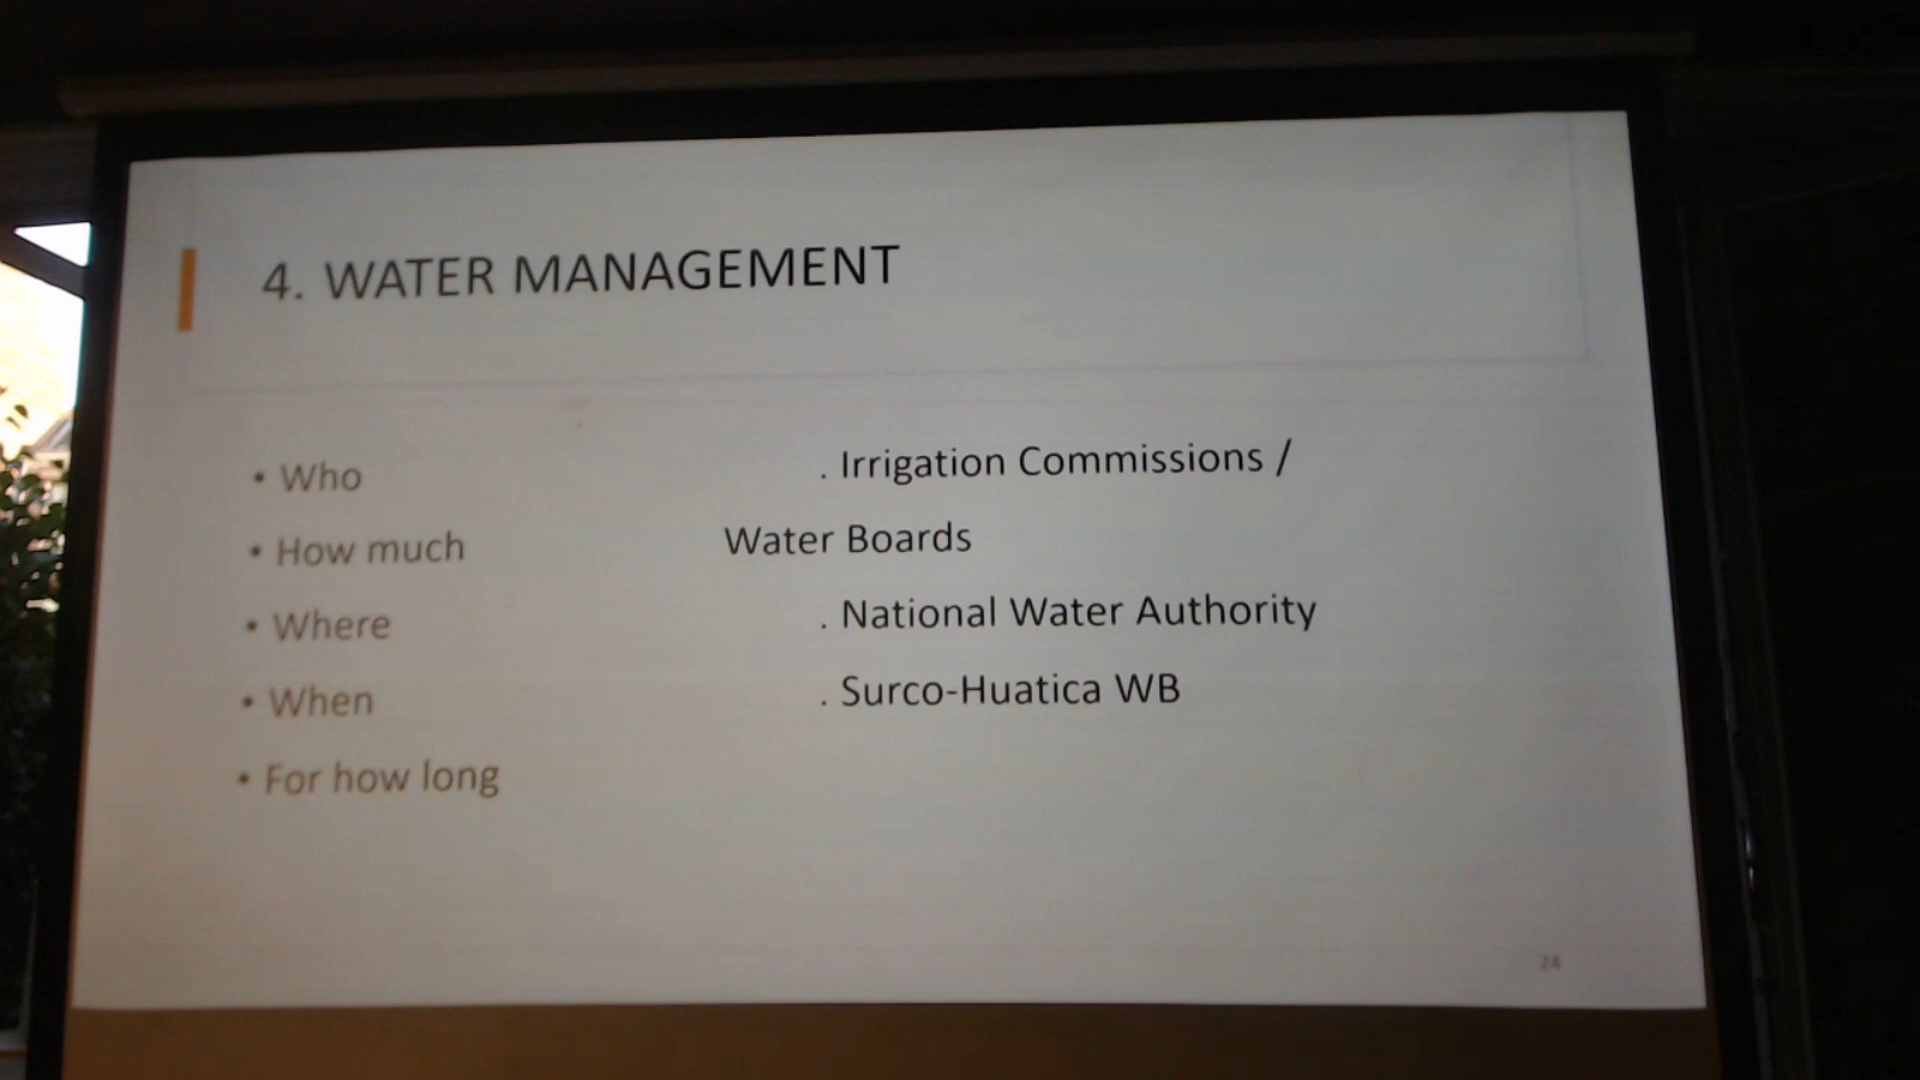 4. WATER MANAGEMENT
• Who
• How much
• Where
• When
• For how long
. Irrigation Commissions /
Water Boards
. National Water Authority
. Surco-Huatica WB
24